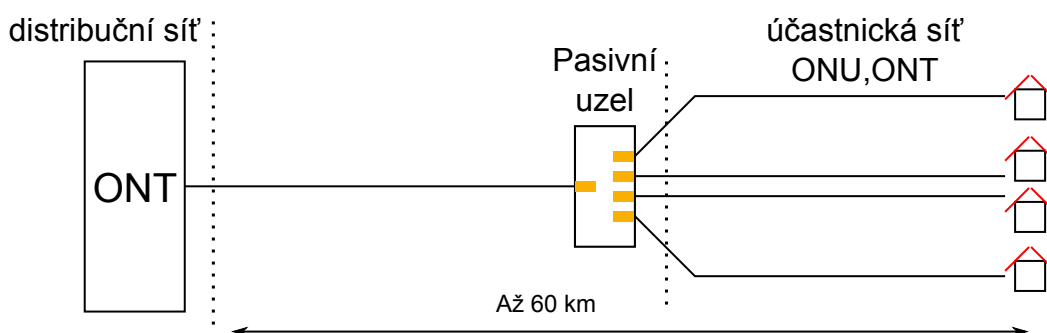 distribuční síť
ONT
Pasivní
uzel
účastnická síť
ONU,ONT
Až 60 km